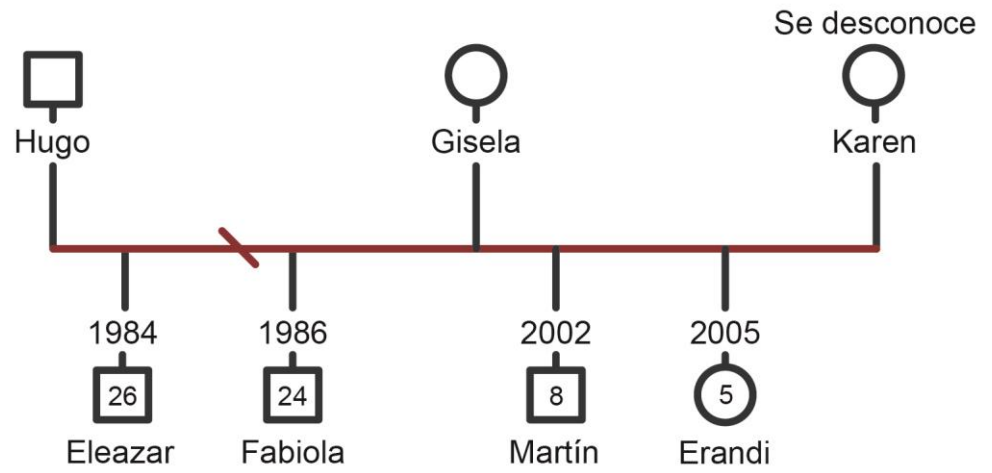 Se desconoce
Hugo
Gisela
Karen
1984
1986
2002
2005
26
24
8
5
Eleazar
Fabiola
Martín
Erandi